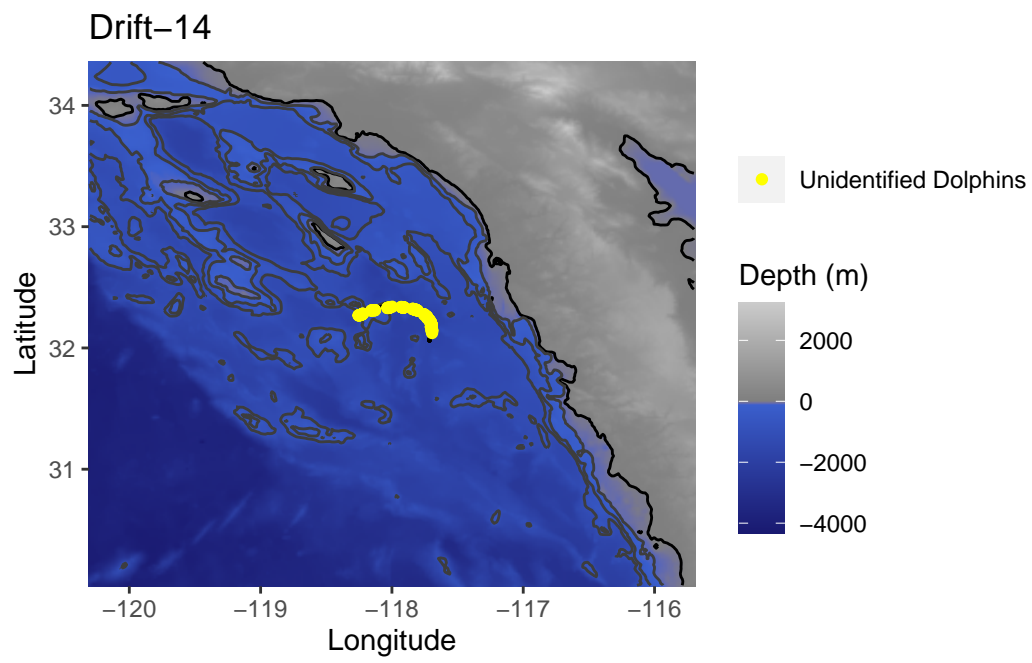 Drift−14
34
33
32
31
Latitude
−120
−119
−118
−117
−116
Longitude
Unidentified Dolphins
Depth (m)
2000
0
−2000
−4000